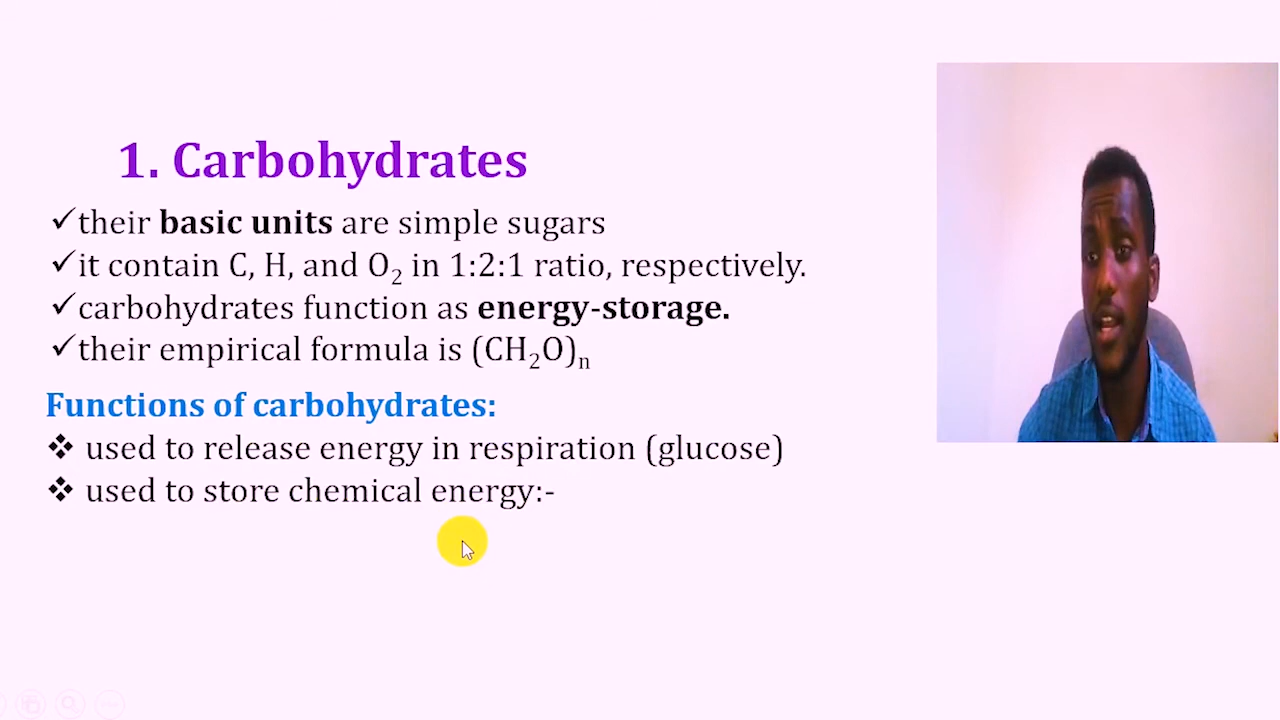 1. Carbohydrates
✓their basic units are simple sugars
✓it contain C, H, and O₂ in 1:2:1 ratio, respectively.
✓carbohydrates function as energy-storage.
✓their empirical formula is (CH₂O)ₙ
Functions of carbohydrates:
❖ used to release energy in respiration (glucose)
❖ used to store chemical energy:-